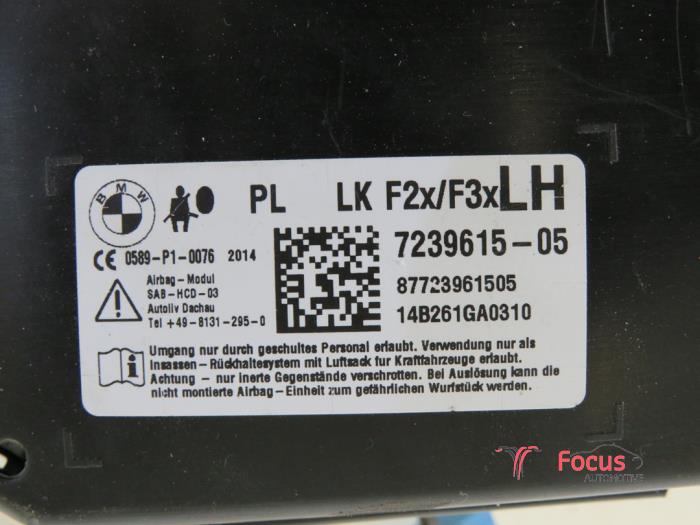 BMW
PL LK F2x/F3x LH
CE 0589-P1-0076 2014
7239615-05
87723961505
14B261GA0310
Airbag-Modul
SAB-HCD-03
Autoliv Dachau
Tel +49-8131-295-0
Umgang nur durch geschultes Personal erlaubt. Verwendung nur als
Insassen-Rückhaltesystem mit Luftsack fur Kraftfahrzeuge erlaubt.
Achtung - nur inerte Gegenstände verschrotten. Bei Auslösung kann die
nicht montierte Airbag-Einheit zum gefährlichen Wurfstück werden.
Focus
AUTOMOTIVE